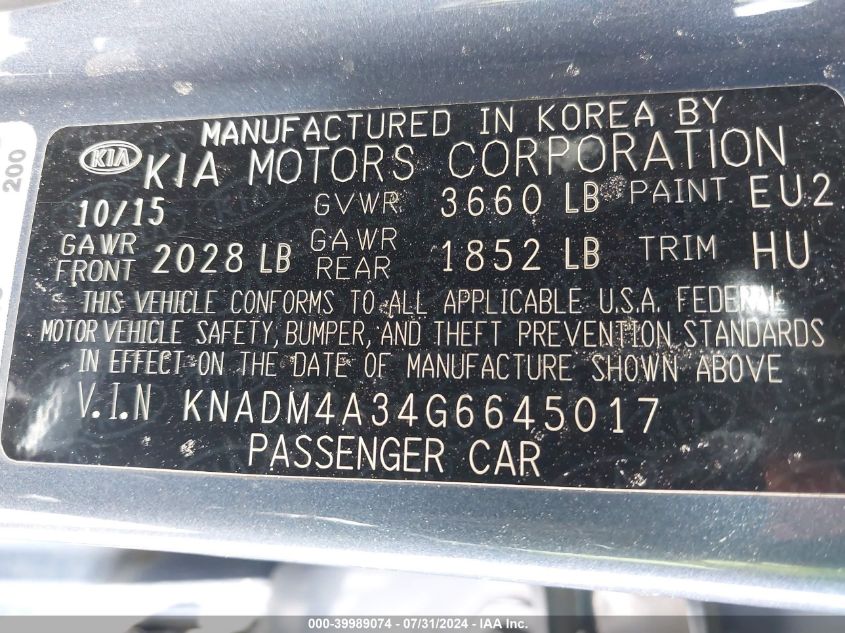 MANUFACTURED IN KOREA BY
KIA KIA MOTORS CORPORATION
10/15 GVWR 3660 LB PAINT EU2
GAWR FRONT 2028 LB GAWR REAR 1852 LB TRIM HU
THIS VEHICLE CONFORMS TO ALL APPLICABLE U.S.A. FEDERAL
MOTOR VEHICLE SAFETY, BUMPER, AND THEFT PREVENTION STANDARDS
IN EFFECT ON THE DATE OF MANUFACTURE SHOWN ABOVE
V.I.N KNADM4A34G6645017
PASSENGER CAR
200
000-39989074 - 07/31/2024 - IAA Inc.